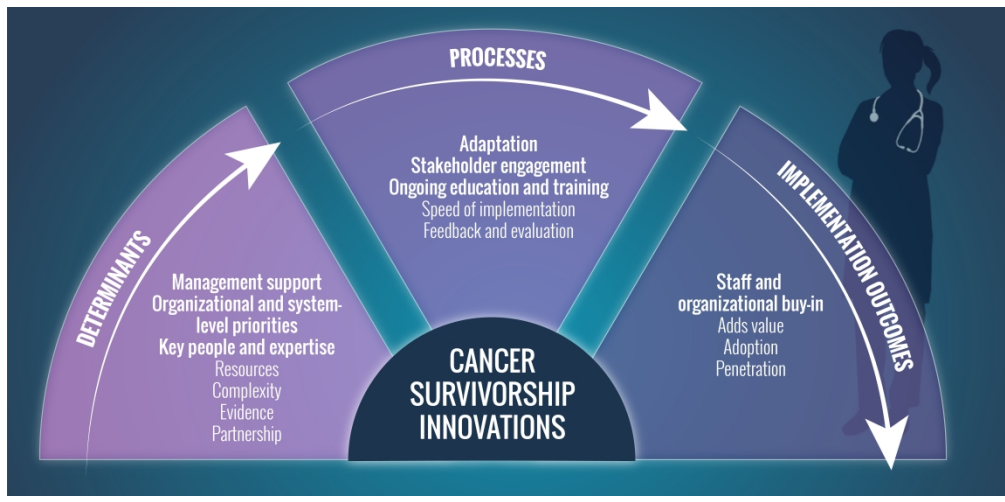 DETERMINANTS
Management support
Organizational and system-
level priorities
Key people and expertise
Resources
Complexity
Evidence
Partnership
PROCESSES
Adaptation
Stakeholder engagement
Ongoing education and training
Speed of implementation
Feedback and evaluation
IMPLEMENTATION OUTCOMES
Staff and
organizational buy-in
Adds value
Adoption
Penetration
CANCER
SURVIVORSHIP
INNOVATIONS